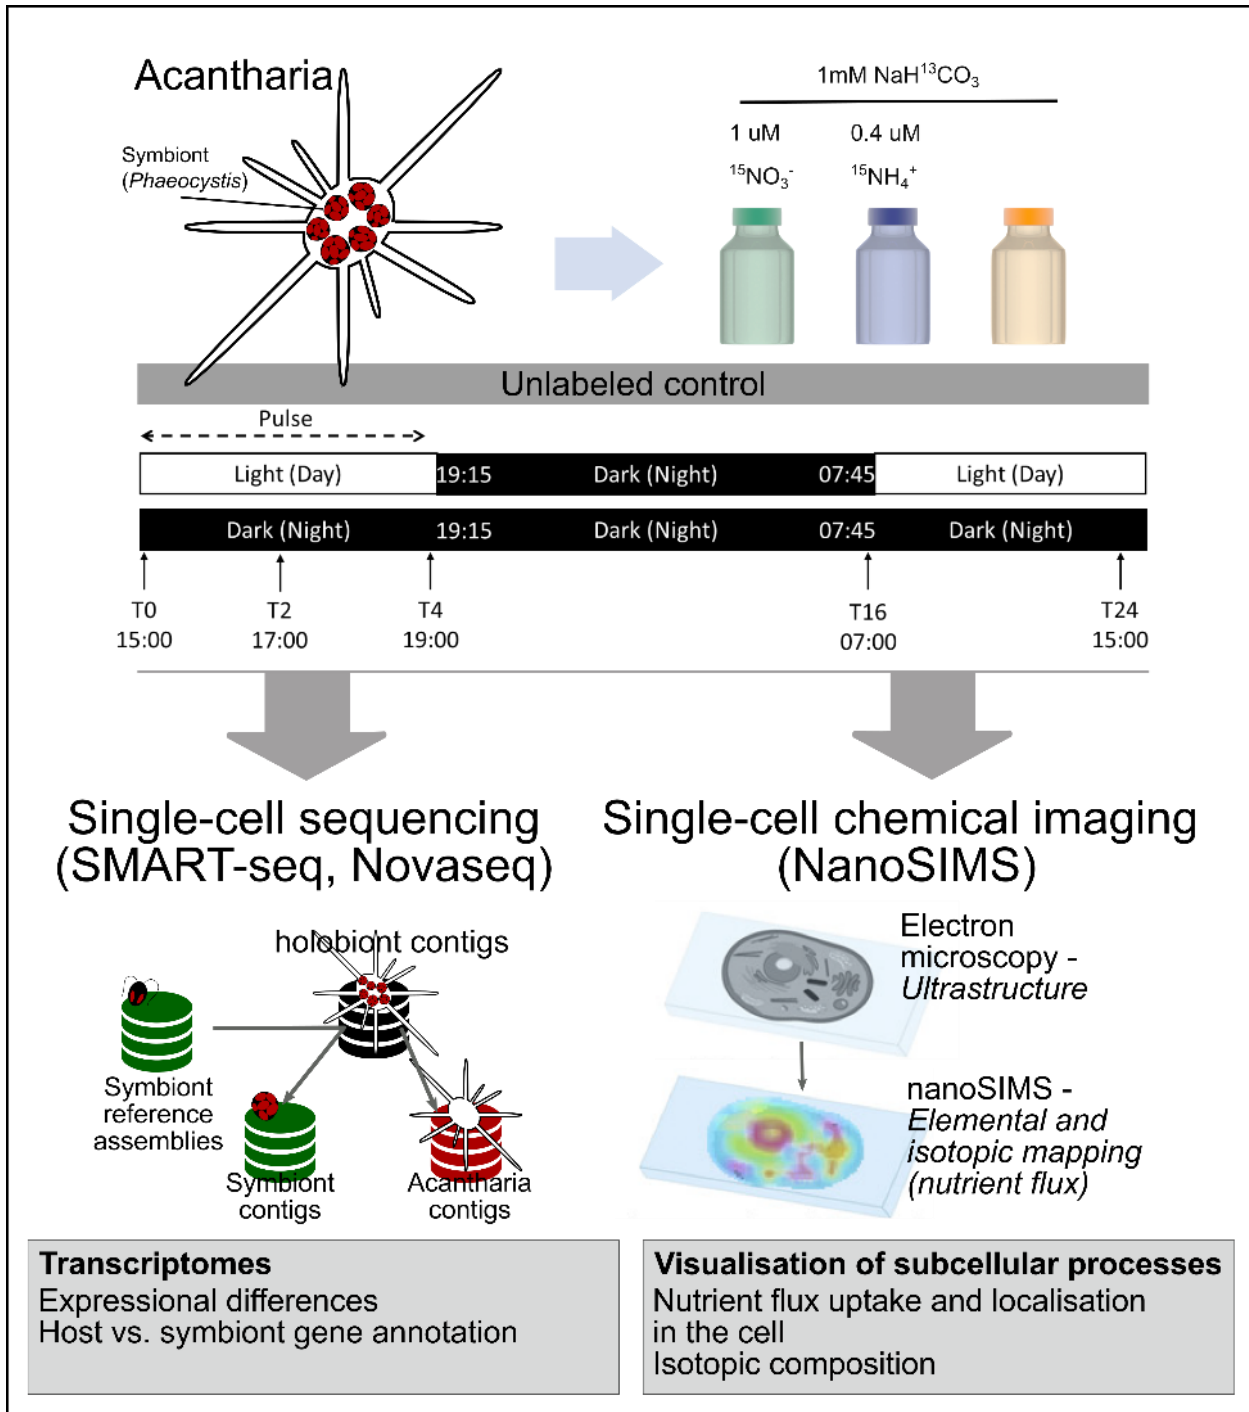 Acantharia
Symbiont
(Phaeocystis)
1mM NaH¹³CO₃
1 uM
0.4 uM
¹⁵NO₃⁻
¹⁵NH₄⁺
Unlabeled control
Pulse
Light (Day)
19:15
Dark (Night)
07:45
Light (Day)
Dark (Night)
19:15
Dark (Night)
07:45
Dark (Night)
T0
15:00
T2
17:00
T4
19:00
T16
07:00
T24
15:00
Single-cell sequencing
(SMART-seq, Novaseq)
holobiont contigs
Symbiont
reference
assemblies
Symbiont
contigs
Acantharia
contigs
Single-cell chemical imaging
(NanoSIMS)
Electron
microscopy -
Ultrastructure
nanoSIMS -
Elemental and
isotopic mapping
(nutrient flux)
Transcriptomes
Expressional differences
Host vs. symbiont gene annotation
Visualisation of subcellular processes
Nutrient flux uptake and localisation
in the cell
Isotopic composition